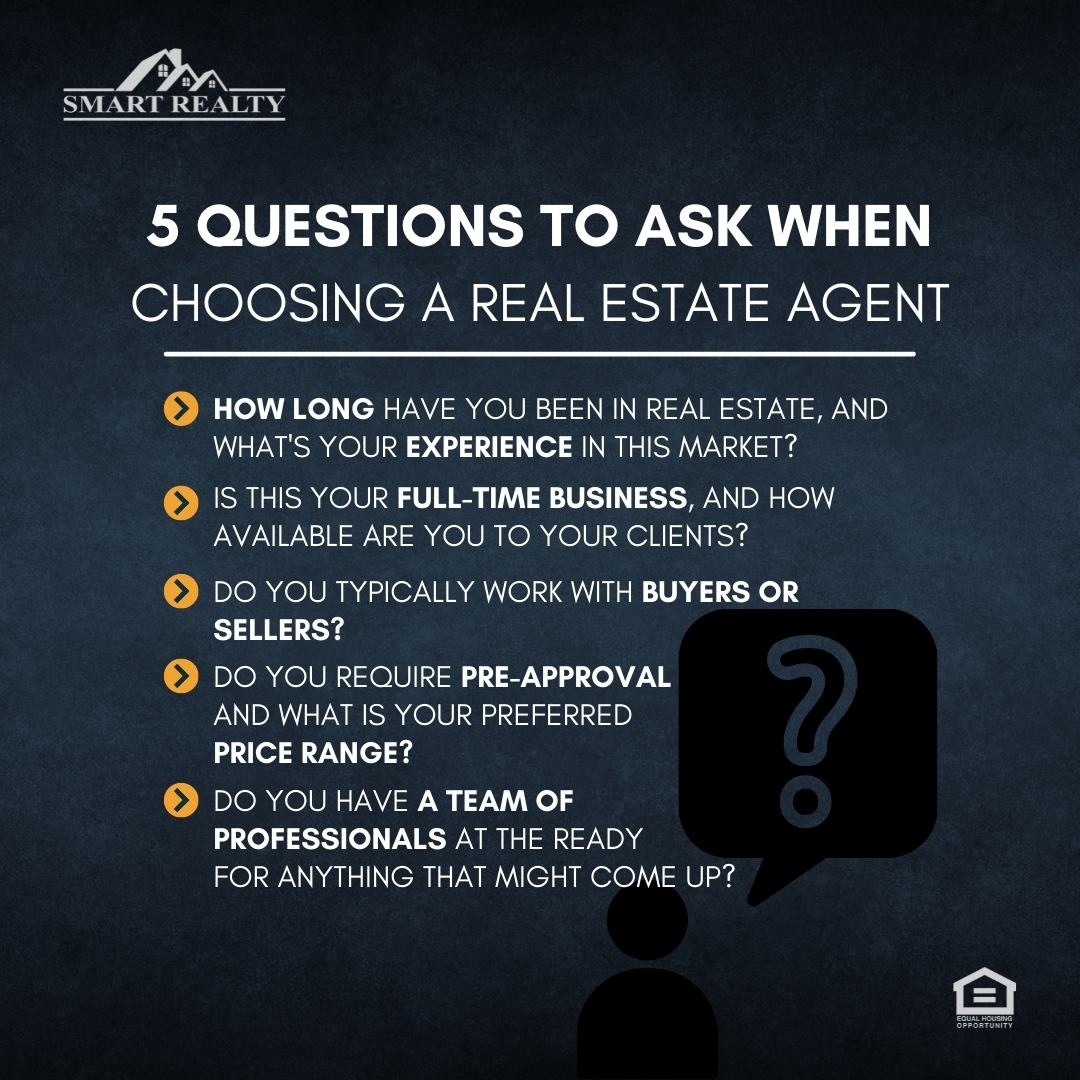 SMART REALTY
5 QUESTIONS TO ASK WHEN
CHOOSING A REAL ESTATE AGENT
HOW LONG HAVE YOU BEEN IN REAL ESTATE, AND
WHAT'S YOUR EXPERIENCE IN THIS MARKET?
IS THIS YOUR FULL-TIME BUSINESS, AND HOW
AVAILABLE ARE YOU TO YOUR CLIENTS?
DO YOU TYPICALLY WORK WITH BUYERS OR
SELLERS?
DO YOU REQUIRE PRE-APPROVAL
AND WHAT IS YOUR PREFERRED
PRICE RANGE?
DO YOU HAVE A TEAM OF
PROFESSIONALS AT THE READY
FOR ANYTHING THAT MIGHT COME UP?
?
EQUAL HOUSING
OPPORTUNITY